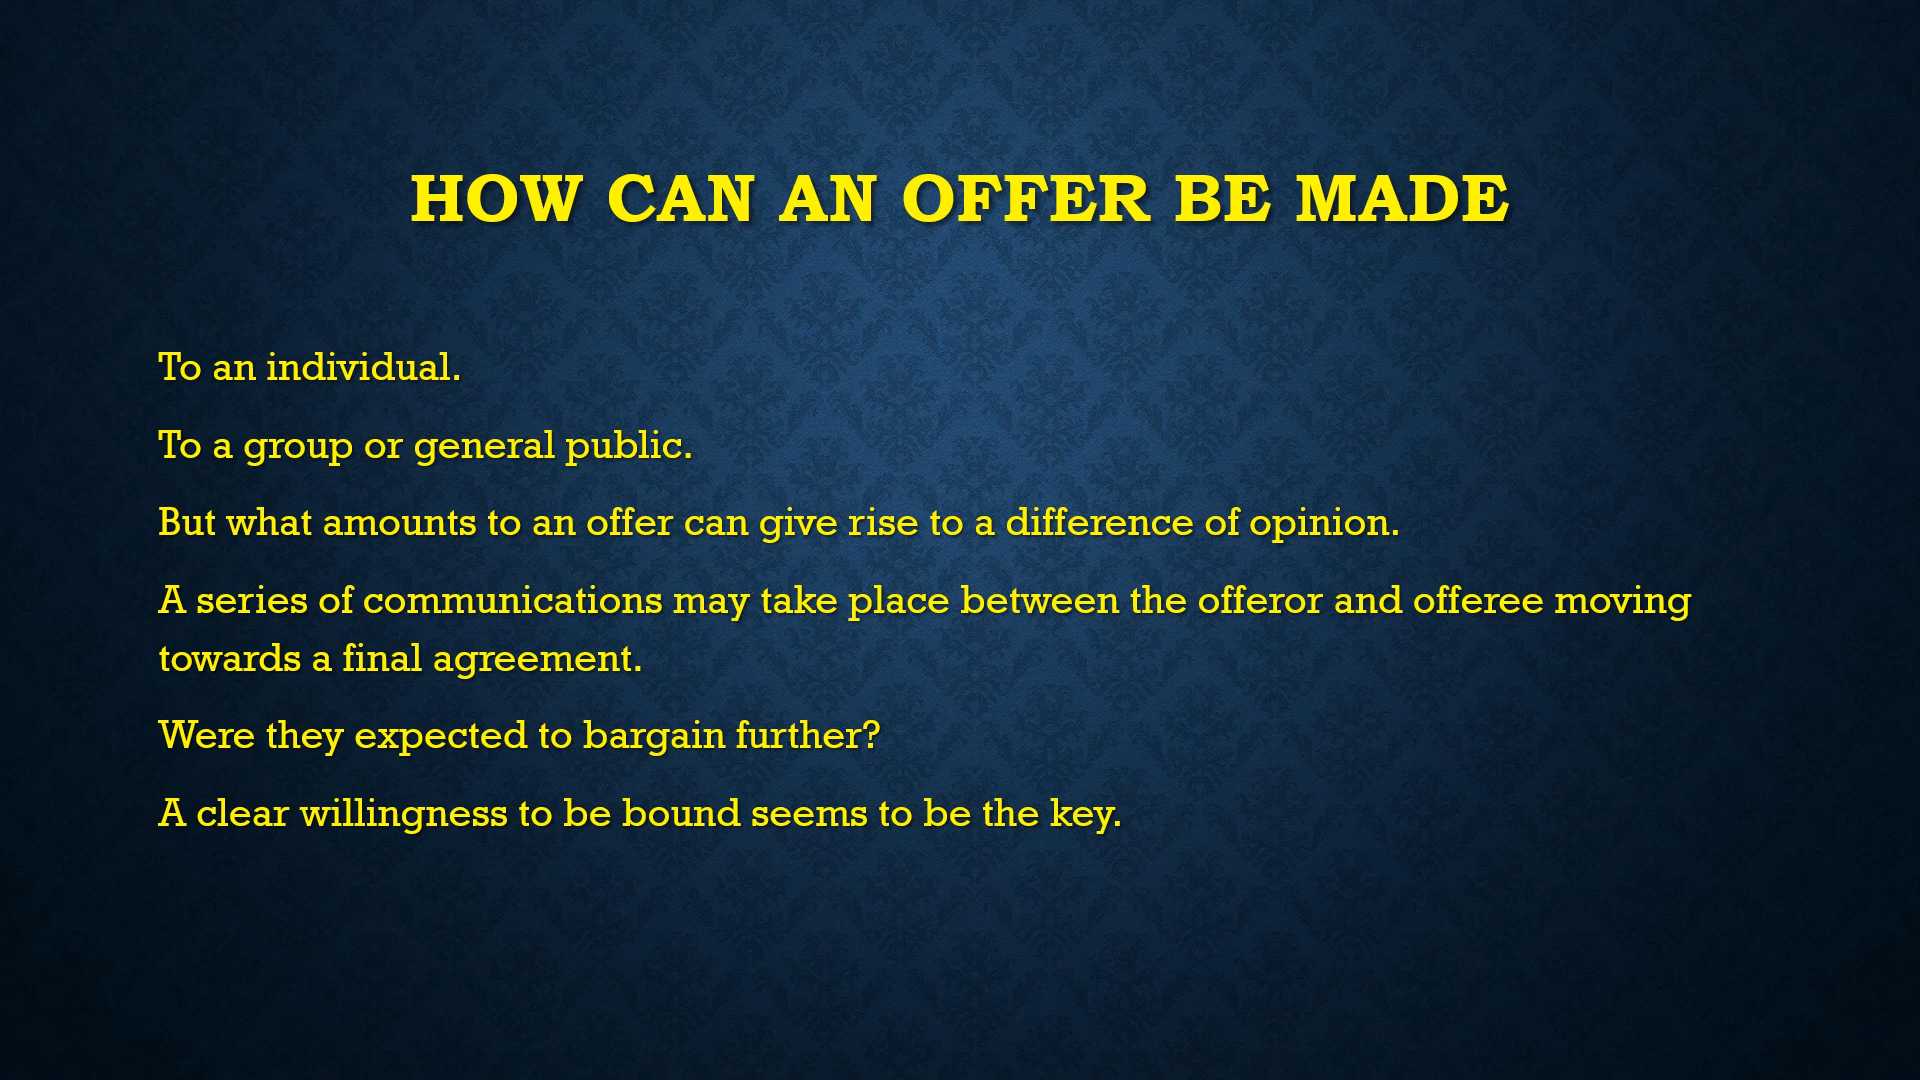 HOW CAN AN OFFER BE MADE
To an individual.
To a group or general public.
But what amounts to an offer can give rise to a difference of opinion.
A series of communications may take place between the offeror and offeree moving
towards a final agreement.
Were they expected to bargain further?
A clear willingness to be bound seems to be the key.